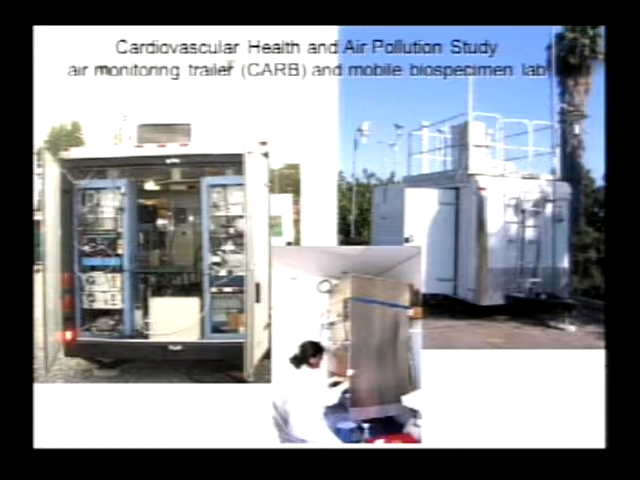 Cardiovascular Health and Air Pollution Study
air monitoring trailer (CARB) and mobile biospecimen lab